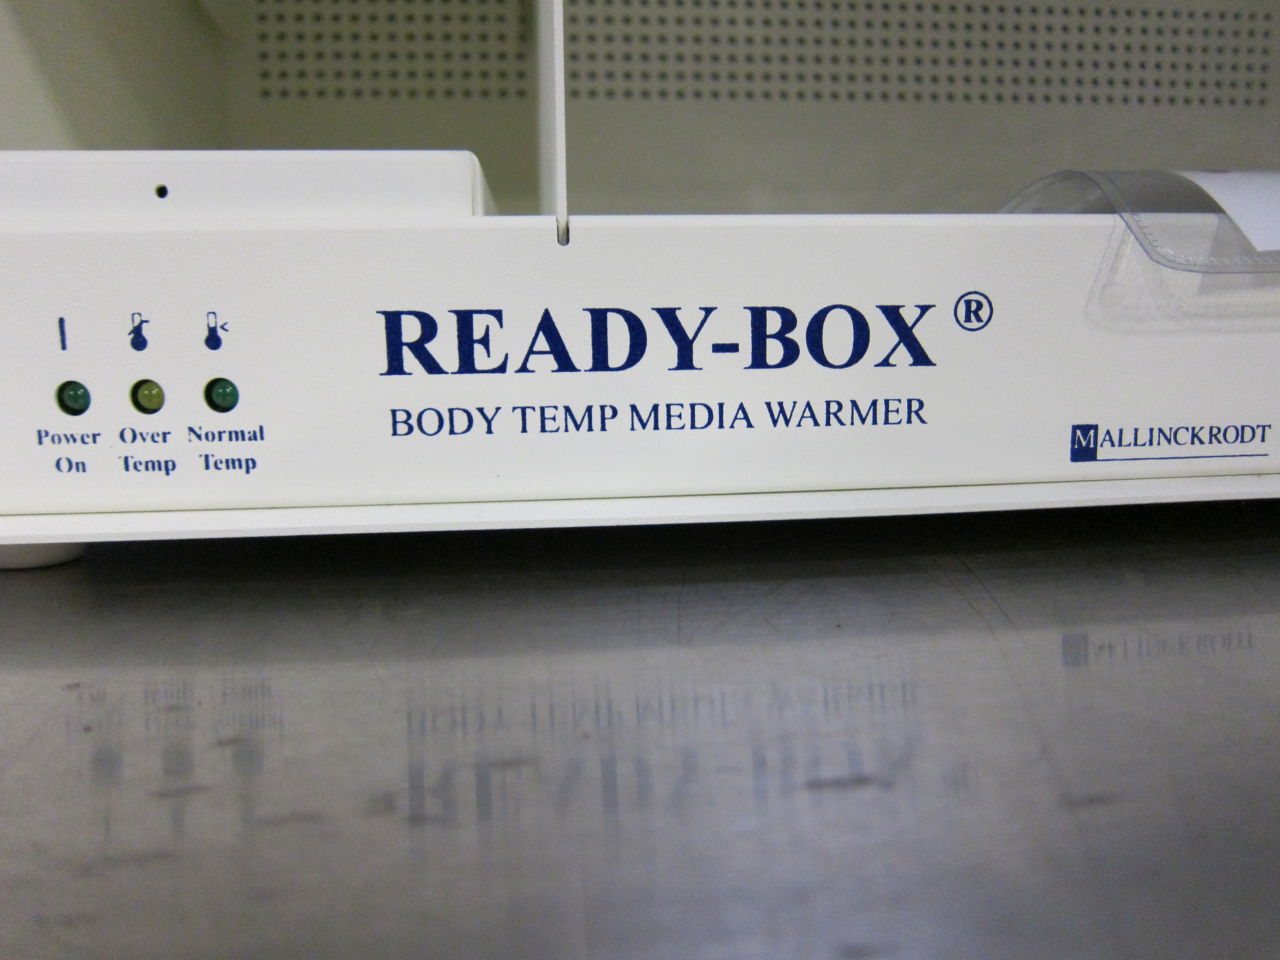 READY-BOX ®
BODY TEMP MEDIA WARMER
Power On
Over Temp
Normal Temp
MALLINCKRODT